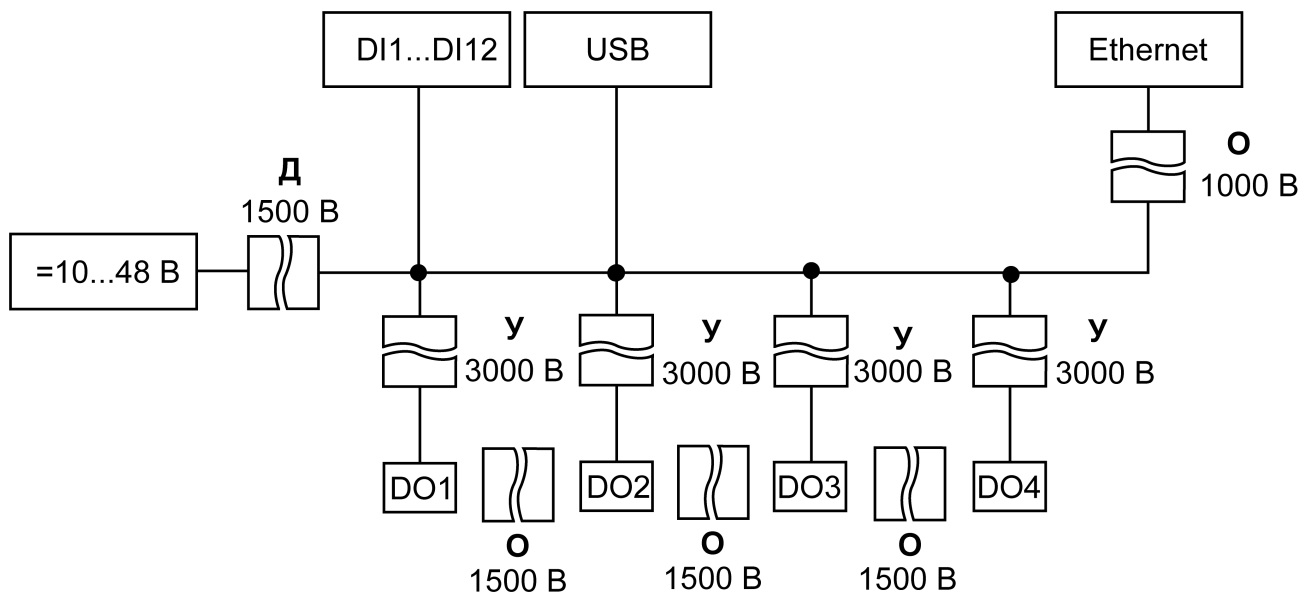 DI1...DI12
USB
Ethernet
О
1000 В
Д
1500 В
=10...48 В
У
3000 В
У
3000 В
У
3000 В
У
3000 В
DO1
DO2
DO3
DO4
О
1500 В
О
1500 В
О
1500 В